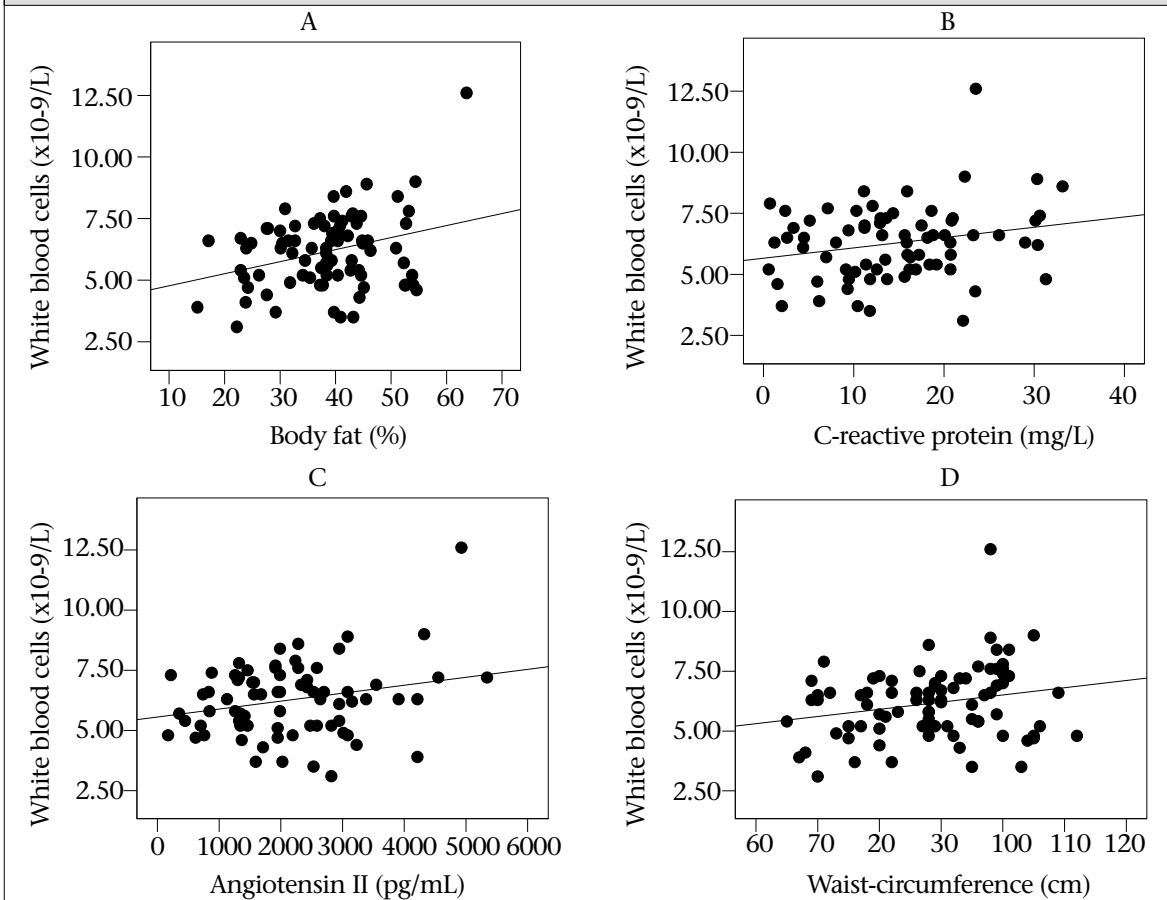 A
White blood cells (x10-9/L)
12.50
10.00
7.50
5.00
2.50
10 20 30 40 50 60 70
Body fat (%)
B
White blood cells (x10-9/L)
12.50
10.00
7.50
5.00
2.50
0 10 20 30 40
C-reactive protein (mg/L)
C
White blood cells (x10-9/L)
12.50
10.00
7.50
5.00
2.50
0 1000 2000 3000 4000 5000 6000
Angiotensin II (pg/mL)
D
White blood cells (x10-9/L)
12.50
10.00
7.50
5.00
2.50
60 70 20 30 100 110 120
Waist-circumference (cm)